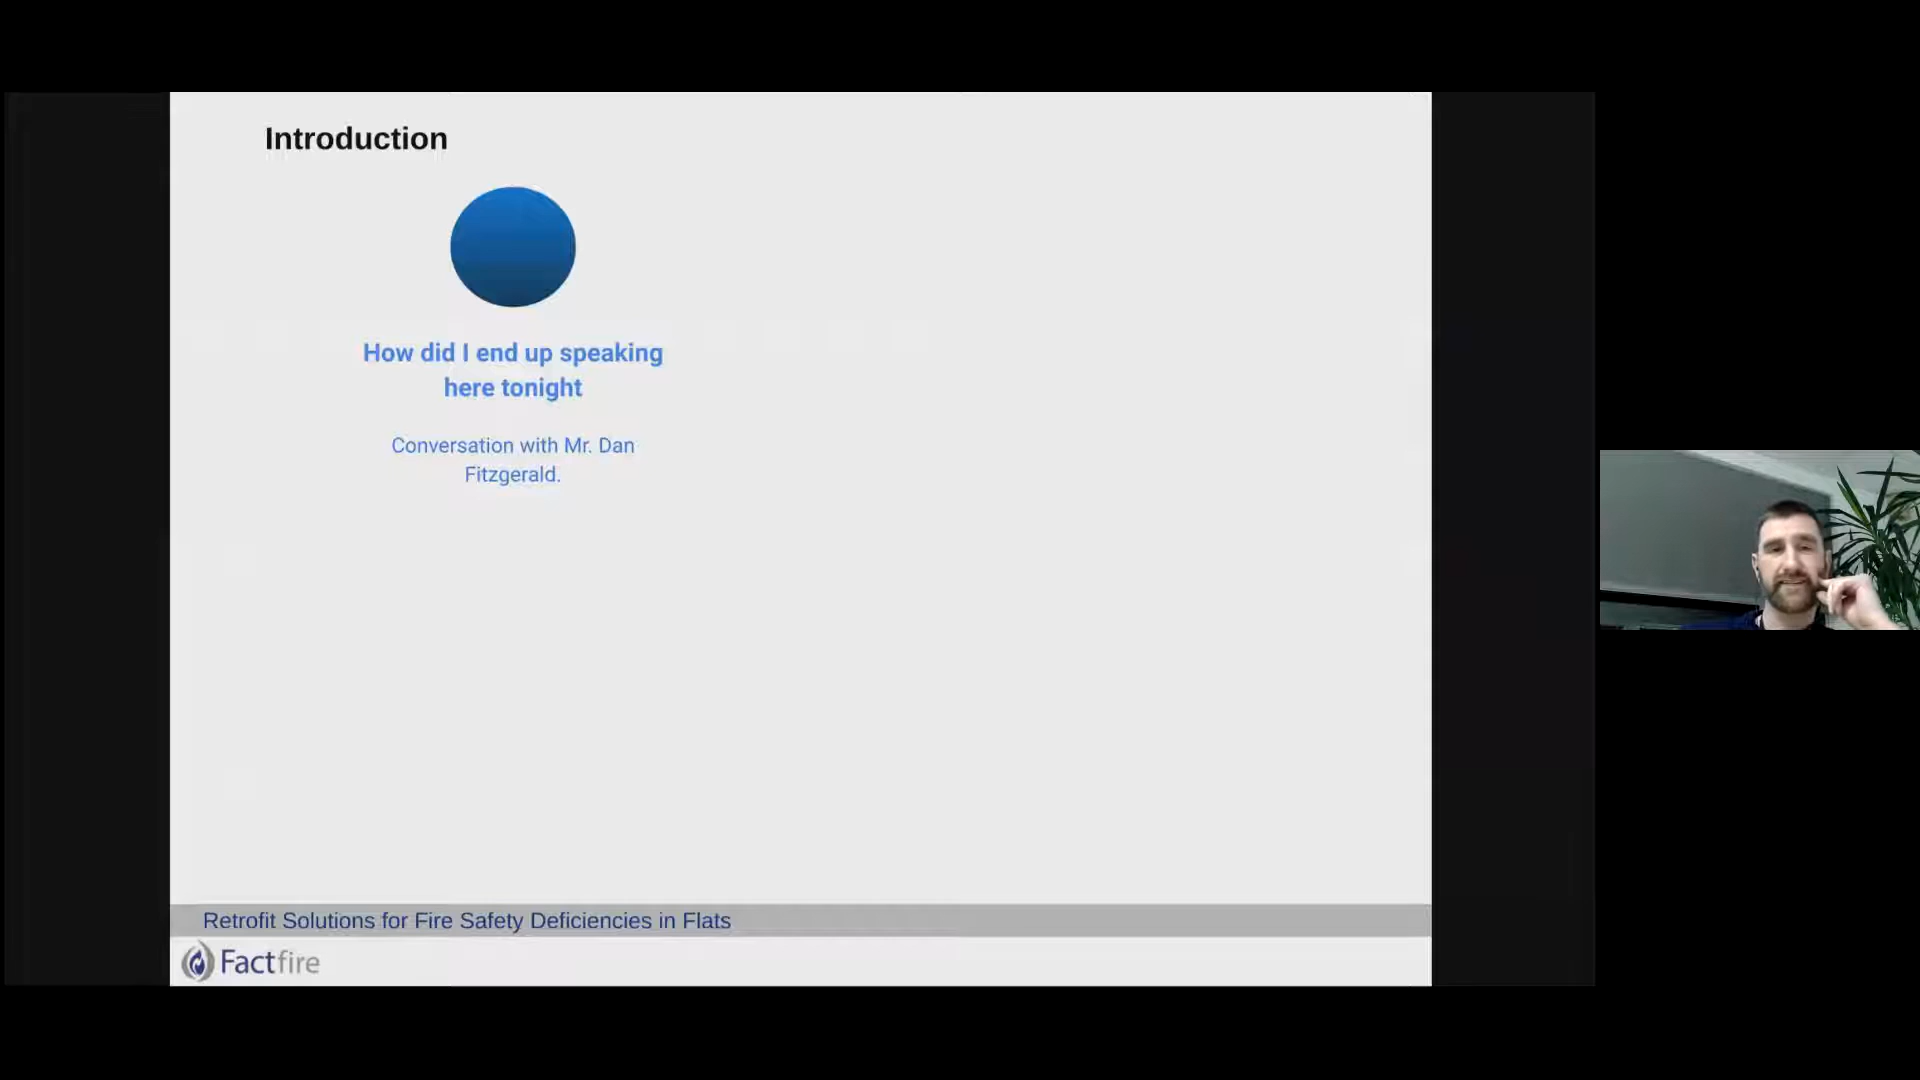 Introduction
How did I end up speaking
here tonight
Conversation with Mr. Dan
Fitzgerald.
Retrofit Solutions for Fire Safety Deficiencies in Flats
Factfire